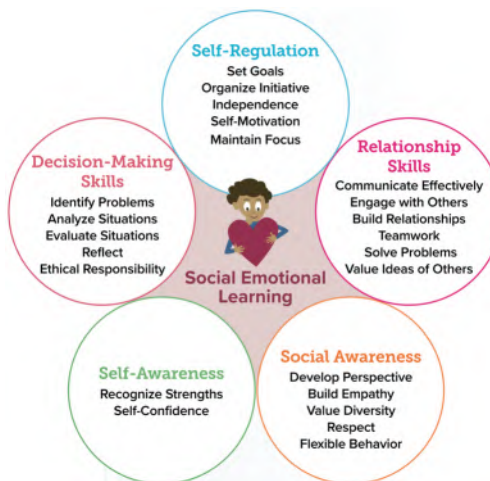 Self-Regulation
Set Goals
Organize Initiative
Independence
Self-Motivation
Maintain Focus
Decision-Making
Skills
Identify Problems
Analyze Situations
Evaluate Situations
Reflect
Ethical Responsibility
Relationship
Skills
Communicate Effectively
Engage with Others
Build Relationships
Teamwork
Solve Problems
Value Ideas of Others
Social Emotional
Learning
Self-Awareness
Recognize Strengths
Self-Confidence
Social Awareness
Develop Perspective
Build Empathy
Value Diversity
Respect
Flexible Behavior